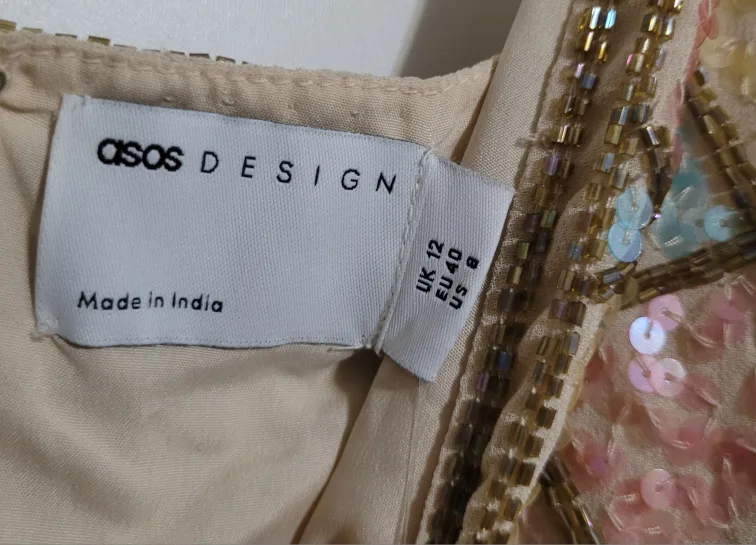 asos DESIGN
Made in India
UK 12
EU 40
US 8